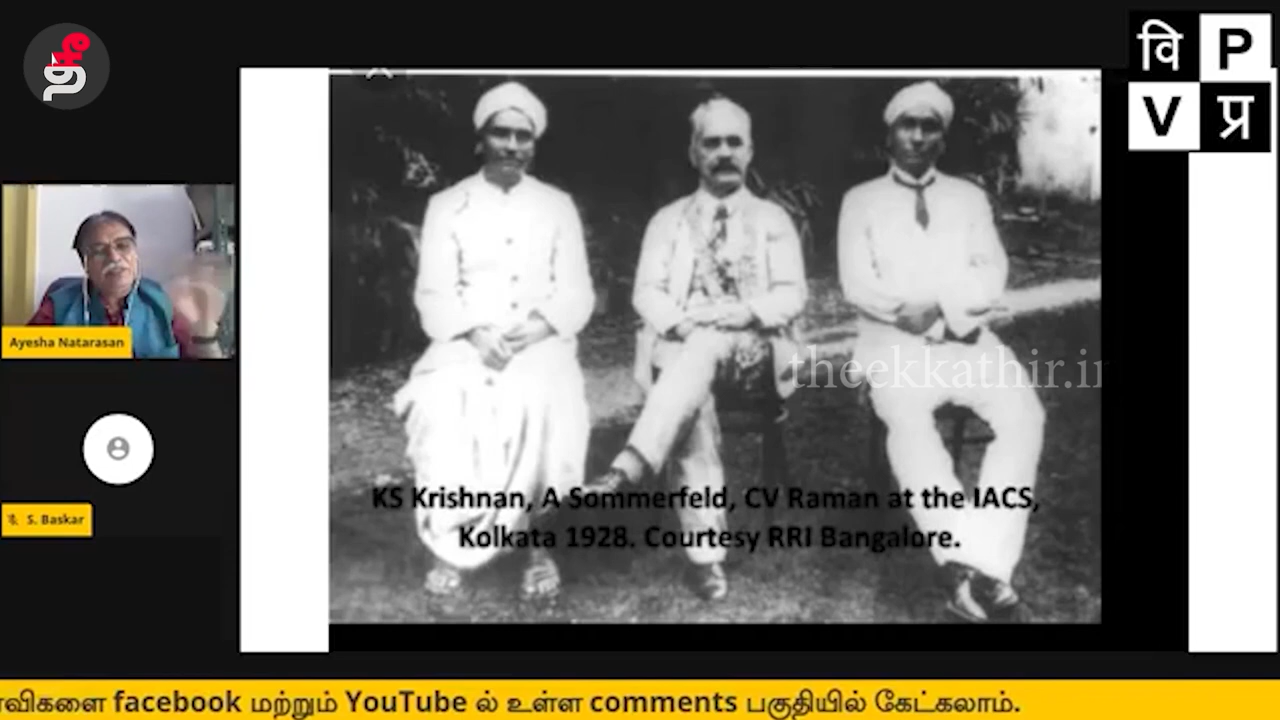 वि P
V प्र
Ayesha Natarasan
S. Baskar
theekkathir.in
KS Krishnan, A Sommerfeld, CV Raman at the IACS,
Kolkata 1928. Courtesy RRI Bangalore.
facebook மற்றும் YouTube ல் உள்ள comments பகுதியில் கேட்கலாம்.